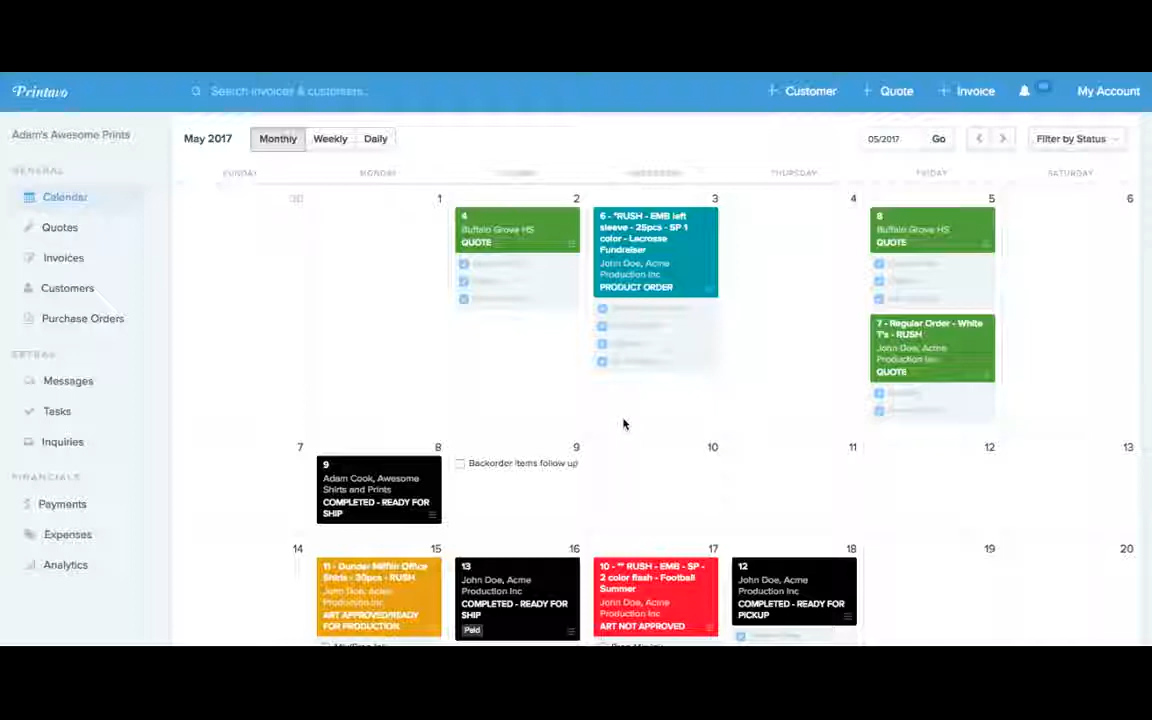 Printavo
Search invoices & customers...
+ Customer
+ Quote
+ Invoice
My Account
Adam's Awesome Prints
May 2017
Monthly
Weekly
Daily
05/2017
Go
Filter by Status
GENERAL
Calendar
Quotes
Invoices
Customers
Purchase Orders
EXTRAS
Messages
Tasks
Inquiries
FINANCIALS
Payments
Expenses
Analytics
SUNDAY
MONDAY
THURSDAY
FRIDAY
SATURDAY
30
1
2
3
4
5
6
4
Buffalo Grove HS
QUOTE
6 - "RUSH - EMB left
sleeve - 25pcs - SP 1
color - Lacrosse
Fundraiser
John Doe, Acme
Production Inc
PRODUCT ORDER
8
Buffalo Grove HS
QUOTE
7 - Regular Order - White
T's - RUSH
John Doe, Acme
Production Inc
QUOTE
7
8
9
10
11
12
13
9
Adam Cook, Awesome
Shirts and Prints
COMPLETED - READY FOR
SHIP
Backorder items follow up
14
15
16
17
18
19
20
11 - Dunder Mifflin Office
Shirts - 30pcs - RUSH
John Doe, Acme
Production Inc
ART APPROVED/READY
FOR PRODUCTION
13
John Doe, Acme
Production Inc
COMPLETED - READY FOR
SHIP
Paid
10 - "" RUSH - EMB - SP -
2 color flash - Football
Summer
John Doe, Acme
Production Inc
ART NOT APPROVED
12
John Doe, Acme
Production Inc
COMPLETED - READY FOR
PICKUP